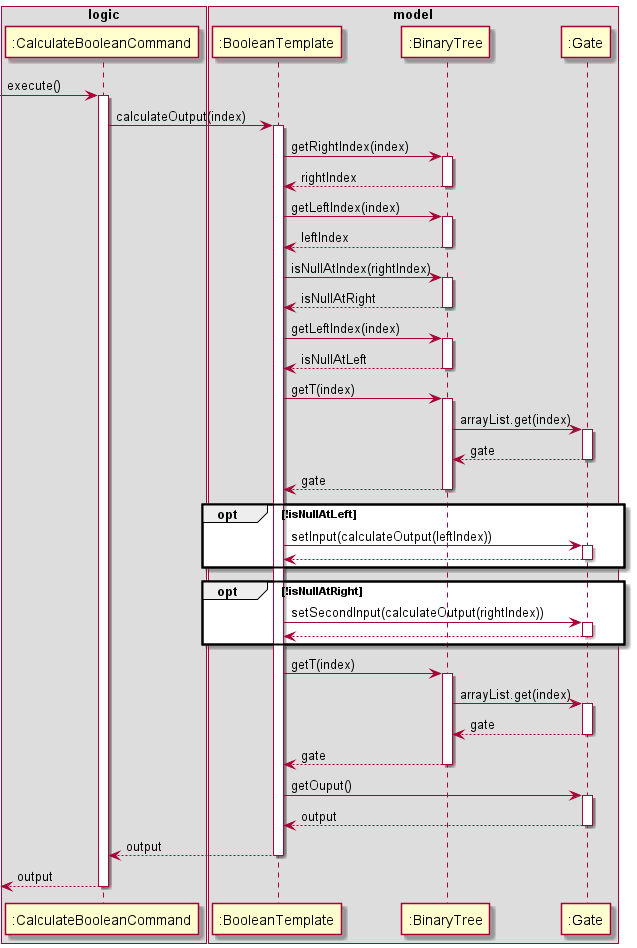 logic
model
:CalculateBooleanCommand
:BooleanTemplate
:BinaryTree
:Gate
execute()
calculateOutput(index)
getRightIndex(index)
rightIndex
getLeftIndex(index)
leftIndex
isNullAtIndex(rightIndex)
isNullAtRight
getLeftIndex(index)
isNullAtLeft
getT(index)
arrayList.get(index)
gate
gate
opt
[!isNullAtLeft]
setInput(calculateOutput(leftIndex))
opt
[!isNullAtRight]
setSecondInput(calculateOutput(rightIndex))
getT(index)
arrayList.get(index)
gate
gate
getOuput()
output
output
output
:CalculateBooleanCommand
:BooleanTemplate
:BinaryTree
:Gate